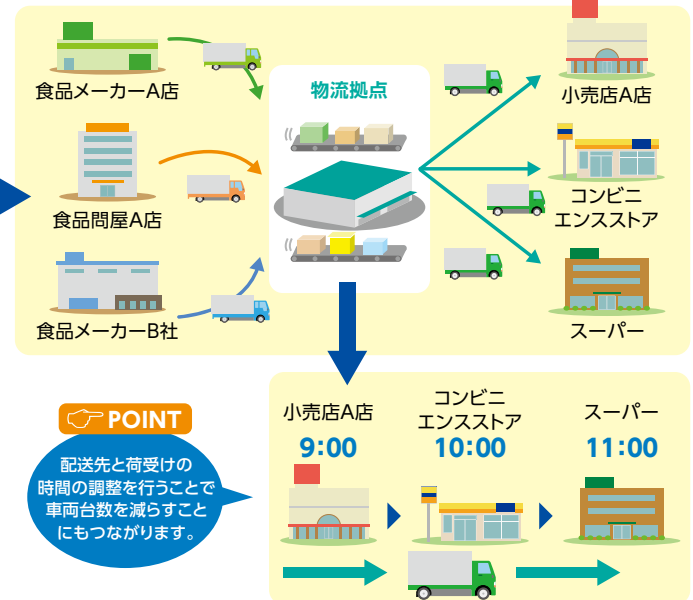 食品メーカーA店
食品問屋A店
食品メーカーB社
物流拠点
小売店A店
コンビニ
エンスストア
スーパー
POINT
配送先と荷受けの
時間の調整を行うことで
車両台数を減らすこと
にもつながります。
小売店A店
9:00
コンビニ
エンスストア
10:00
スーパー
11:00